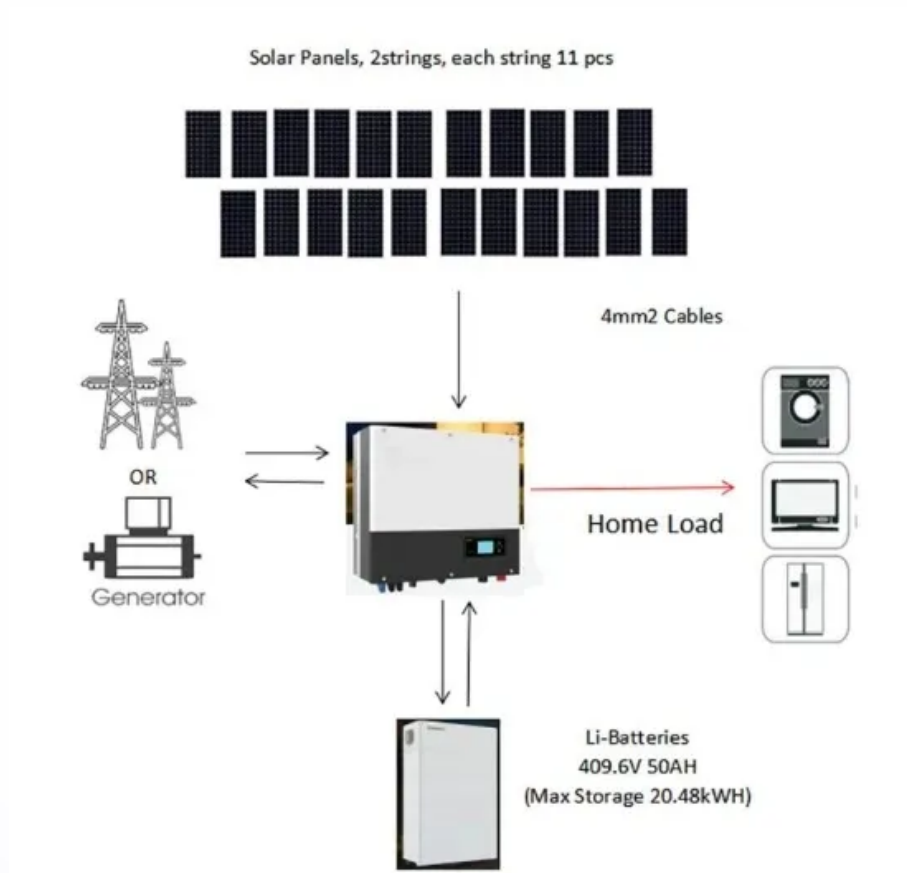 Solar Panels, 2strings, each string 11 pcs
4mm2 Cables
OR
Home Load
Generator
Li-Batteries
409.6V 50AH
(Max Storage 20.48kWH)